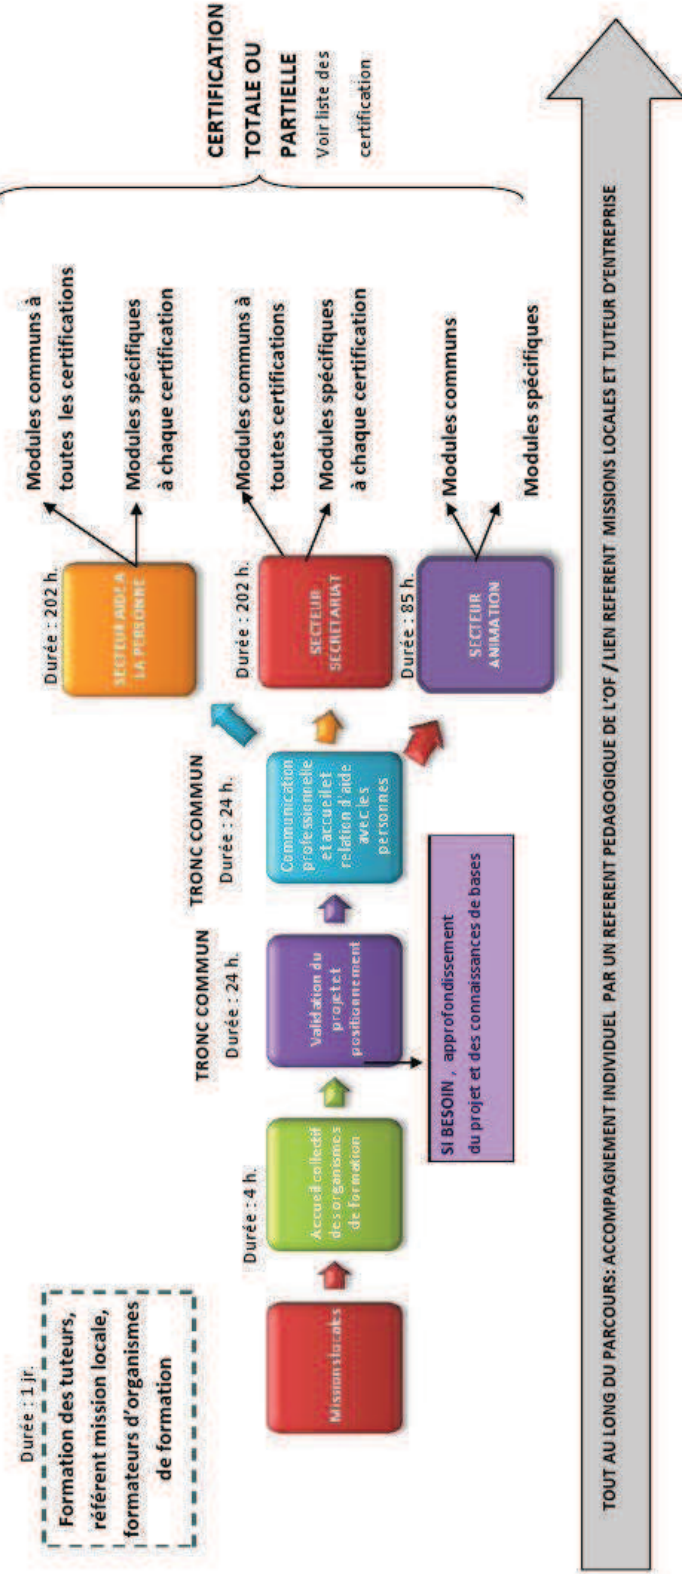 Durée : 1 jr.
Formation des tuteurs,
référent mission locale,
formateurs d'organismes
de formation
Missions locales
Durée : 4 h.
Accueil collectif
des organismes
de formation
TRONC COMMUN
Durée : 24 h.
Validation du
projet et
positionnement
SI BESOIN , approfondissement
du projet et des connaissances de bases
TRONC COMMUN
Durée : 24 h.
Communication
professionnelle
et accueil et
relation d'aide
avec les
personnes
Durée : 202 h.
SECTEUR AIDE A
LA PERSONNE
Modules communs à
toutes les certifications
Modules spécifiques
à chaque certification
Durée : 202 h.
SECTEUR
SECRETARIAT
Modules communs à
toutes certifications
Modules spécifiques
à chaque certification
Durée : 85 h.
SECTEUR
ANIMATION
Modules communs
Modules spécifiques
CERTIFICATION
TOTALE OU
PARTIELLE
Voir liste des
certification
TOUT AU LONG DU PARCOURS: ACCOMPAGNEMENT INDIVIDUEL PAR UN REFERENT PEDAGOGIQUE DE L'OF / LIEN REFERENT MISSIONS LOCALES ET TUTEUR D'ENTREPRISE